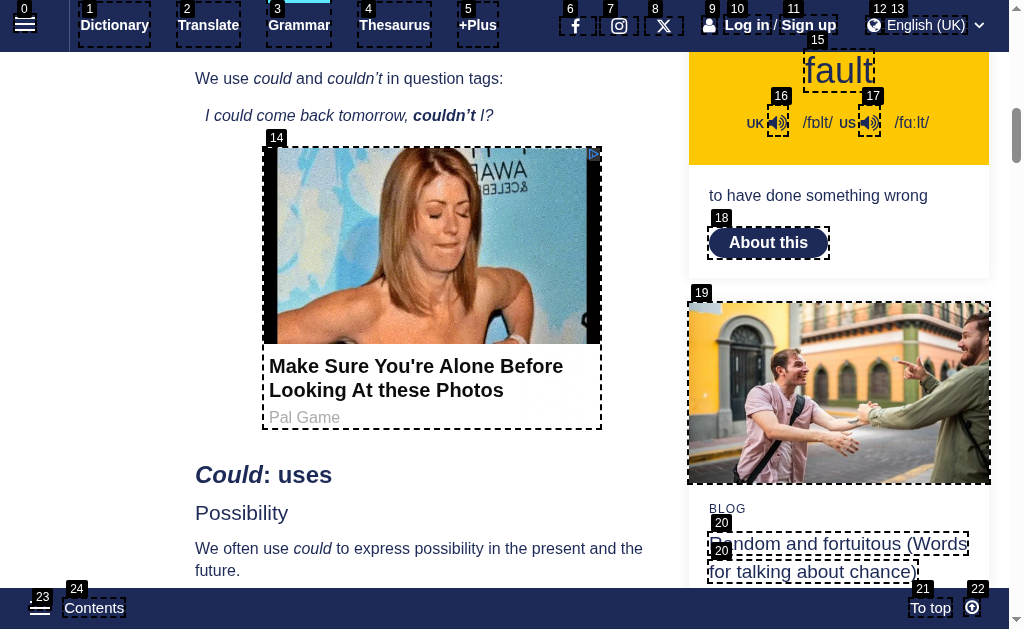 0 1 2 3 4 5 6 7 8 9 10 11 12 13
Dictionary Translate Grammar Thesaurus +Plus Log in / Sign up English (UK)
We use could and couldn't in question tags:
I could come back tomorrow, couldn't I?
14
AWA
& CELEB
Make Sure You're Alone Before
Looking At these Photos
Pal Game
Could: uses
Possibility
We often use could to express possibility in the present and the
future.
15
fault
16 17
UK /fɒlt/ US /fɑːlt/
to have done something wrong
18
About this
19
BLOG
20
Random and fortuitous (Words
20
for talking about chance)
23 24 21 22
Contents To top